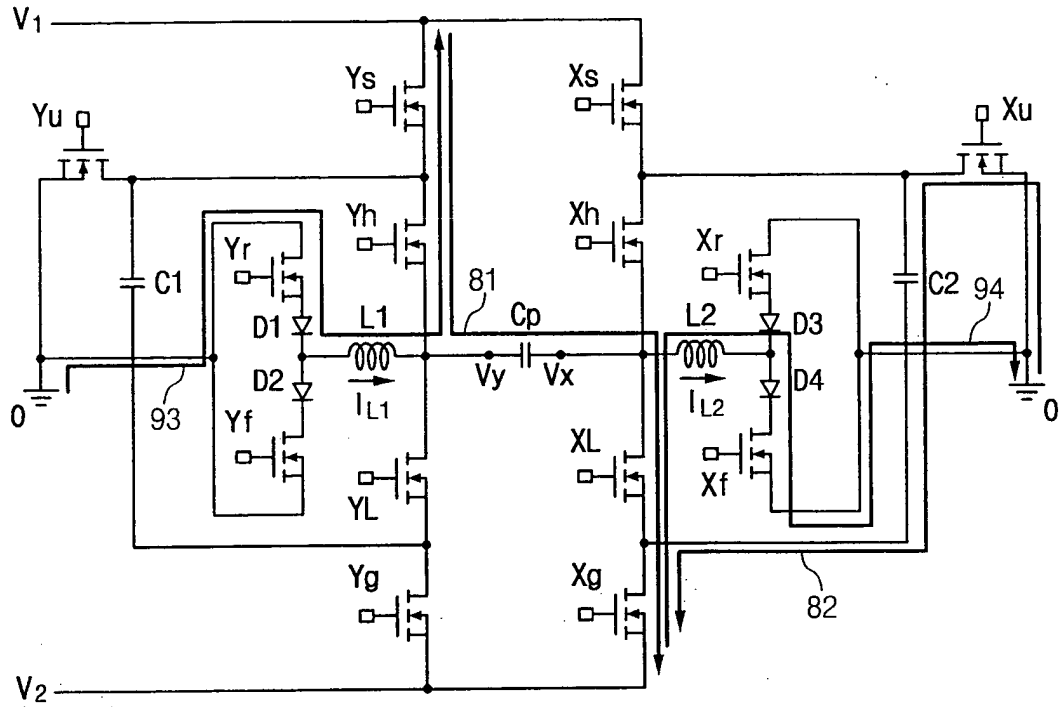 V1
Ys
Xs
Yu
Xu
Yh
Xh
Yr
Xr
81
C1
C2
94
D1
L1
Cp
L2
D3
D2
Vy
Vx
D4
0
93
IL1
IL2
0
Yf
XL
Xf
YL
Yg
Xg
82
V2